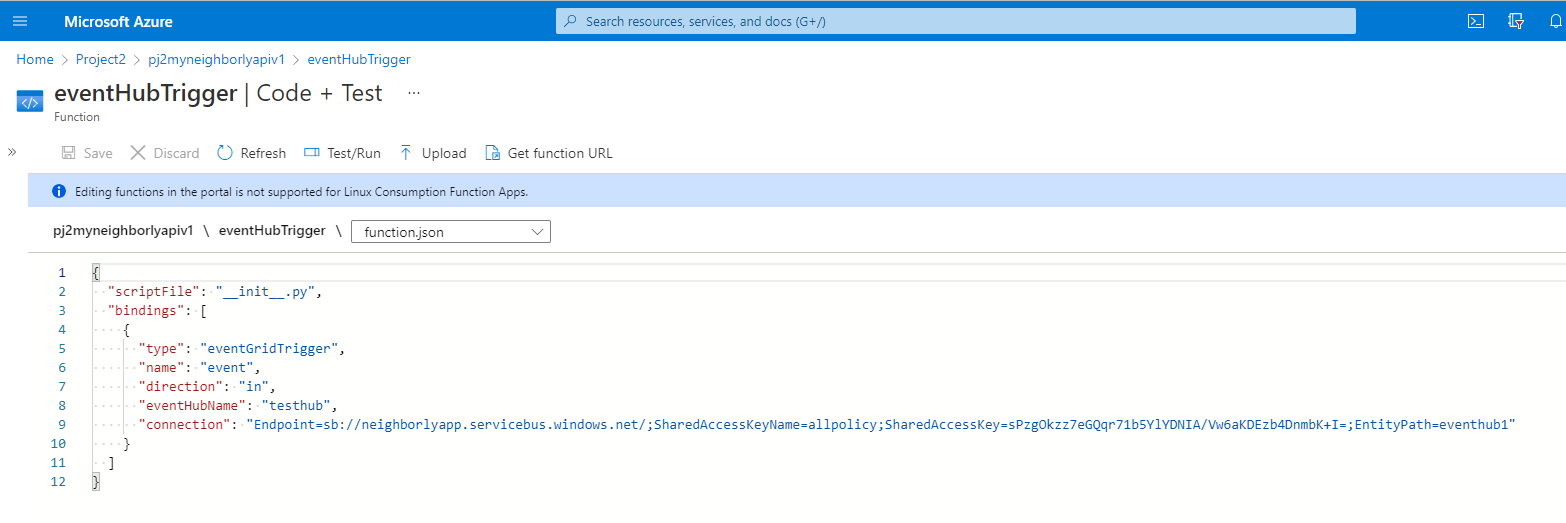 Microsoft Azure
Search resources, services, and docs (G+/)
Home > Project2 > pj2myneighborlyapiv1 > eventHubTrigger
eventHubTrigger | Code + Test ...
Function
Save Discard Refresh Test/Run Upload Get function URL
Editing functions in the portal is not supported for Linux Consumption Function Apps.
pj2myneighborlyapiv1 \ eventHubTrigger \ function.json
1 {
2 "scriptFile": "__init__.py",
3 "bindings": [
4 {
5 "type": "eventGridTrigger",
6 "name": "event",
7 "direction": "in",
8 "eventHubName": "testhub",
9 "connection": "Endpoint=sb://neighborlyapp.servicebus.windows.net/;SharedAccessKeyName=allpolicy;SharedAccessKey=sPzgOkzz7eGQqr71b5YlYDNIA/Vw6aKDEzb4DnmbK+I=;EntityPath=eventhub1"
10 }
11 ]
12 }